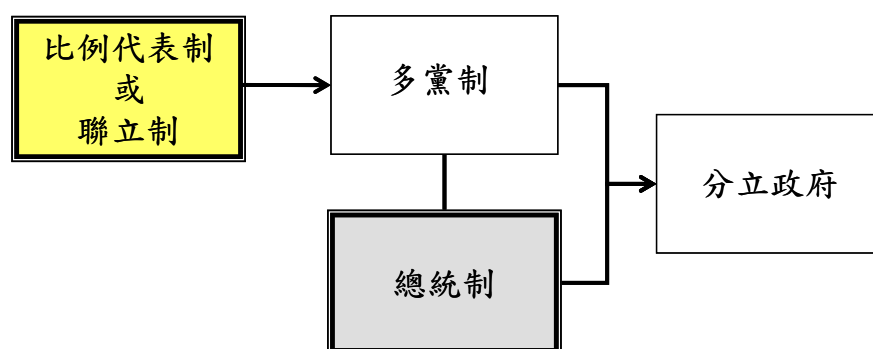 比例代表制
或
聯立制
多黨制
分立政府
總統制